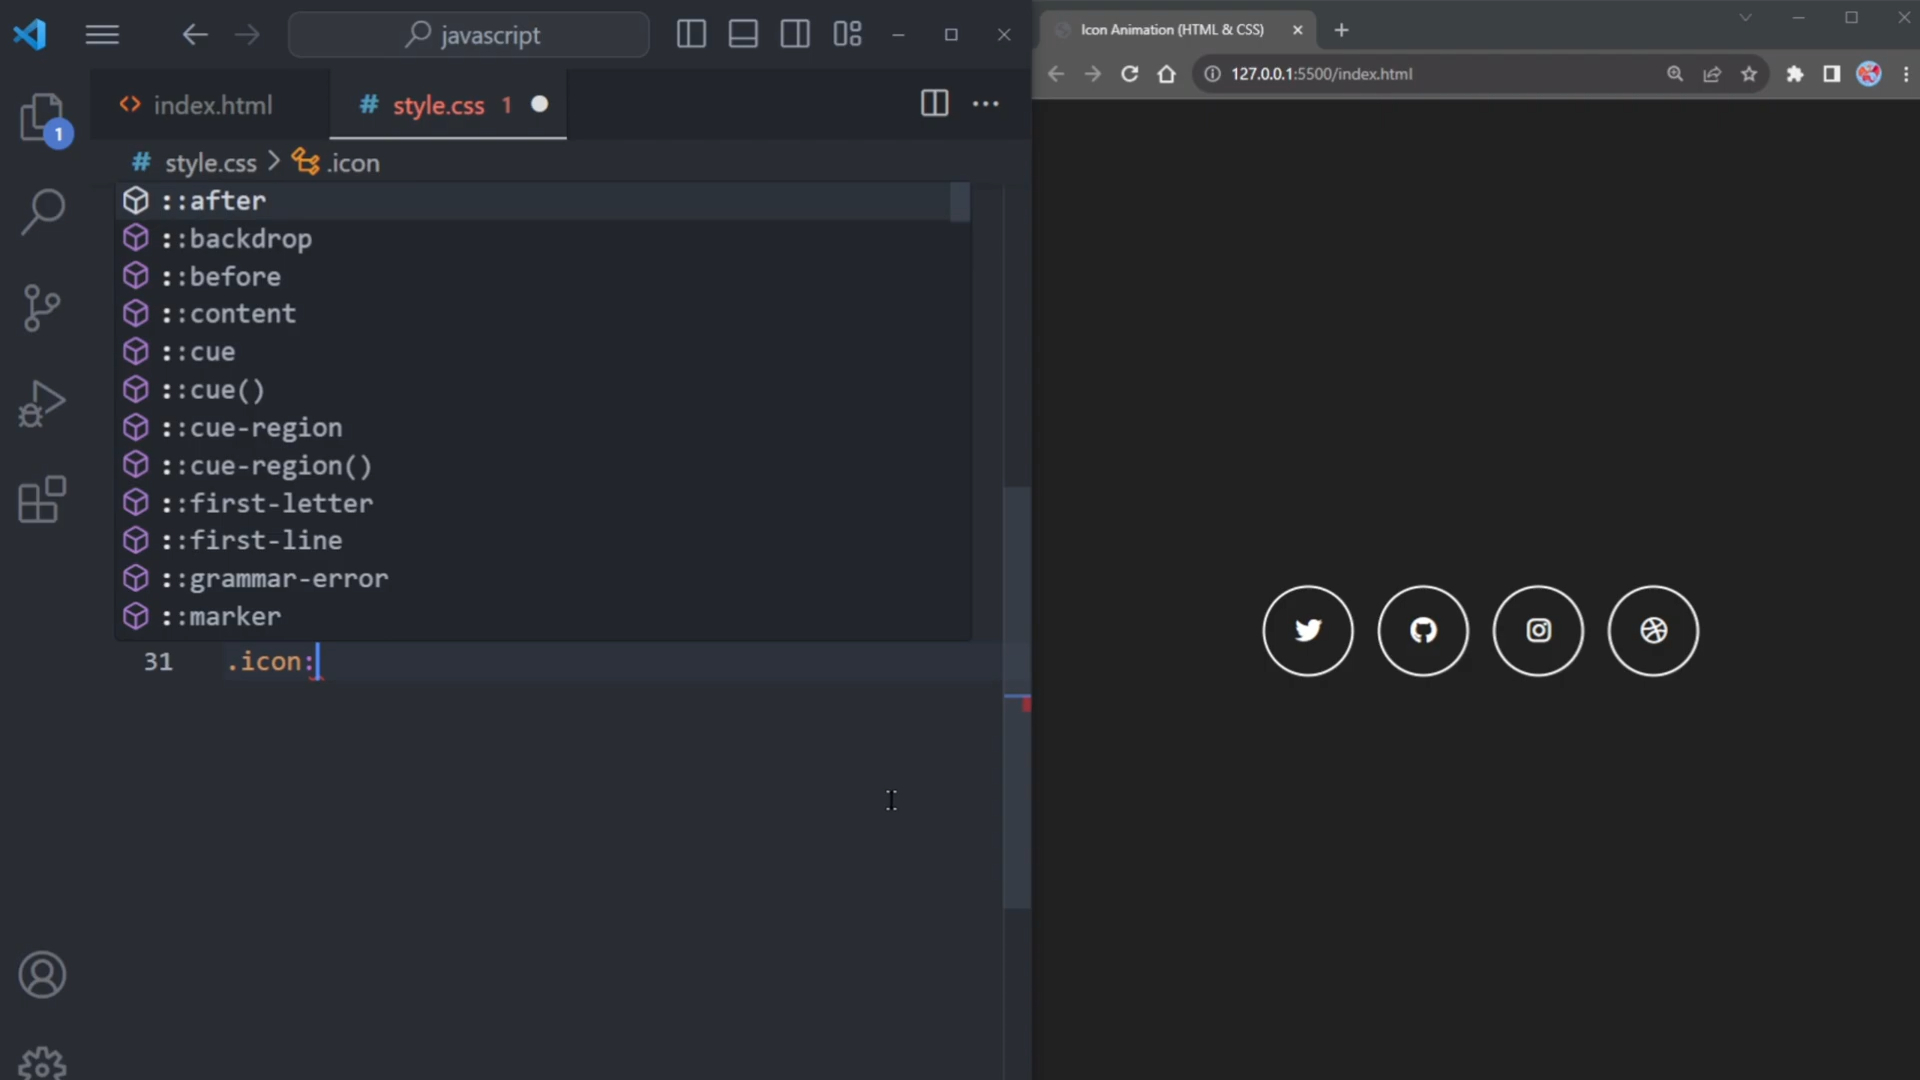 javascript
index.html
# style.css 1
# style.css > .icon
::after
::backdrop
::before
::content
::cue
::cue()
::cue-region
::cue-region()
::first-letter
::first-line
::grammar-error
::marker
31 .icon:
1
Icon Animation (HTML & CSS)
127.0.0.1:5500/index.html